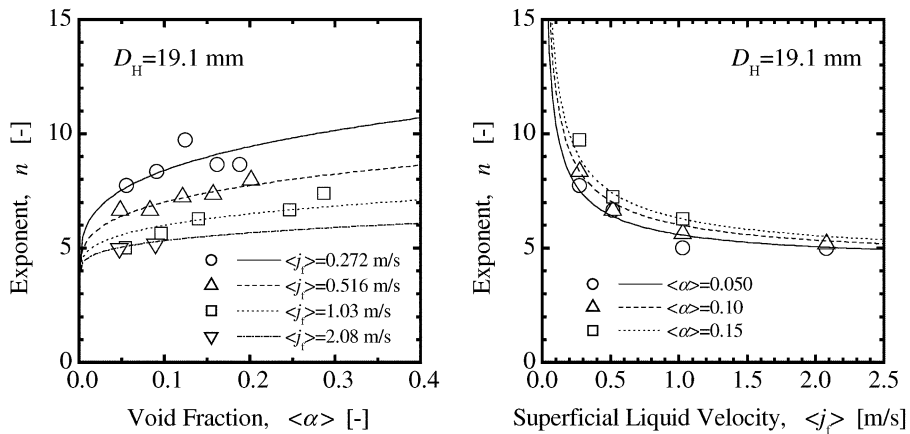 15
10
5
0
Exponent, n [-]
D_H=19.1 mm
<j_f>=0.272 m/s
<j_f>=0.516 m/s
<j_f>=1.03 m/s
<j_f>=2.08 m/s
0.0 0.1 0.2 0.3 0.4
Void Fraction, <α> [-]
15
10
5
0
Exponent, n [-]
D_H=19.1 mm
<α>=0.050
<α>=0.10
<α>=0.15
0.0 0.5 1.0 1.5 2.0 2.5
Superficial Liquid Velocity, <j_f> [m/s]